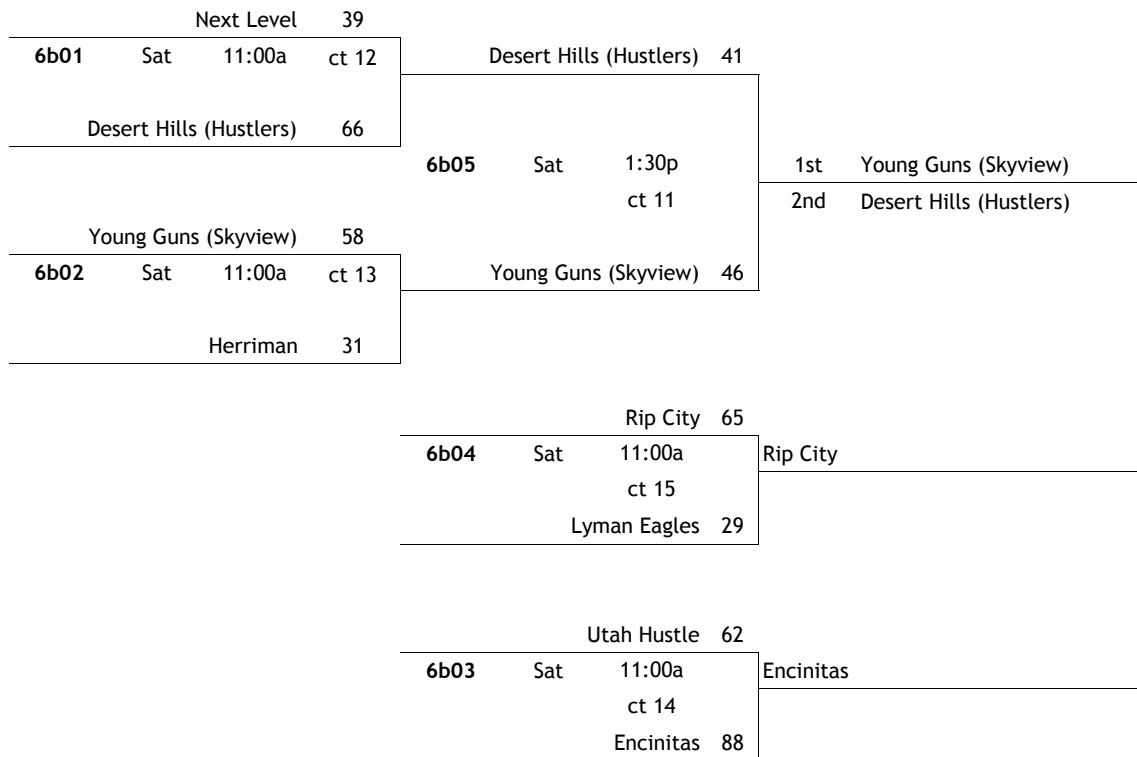 Next Level 39
6b01 Sat 11:00a ct 12
Desert Hills (Hustlers) 41
Desert Hills (Hustlers) 66
6b05 Sat 1:30p
ct 11
1st Young Guns (Skyview)
2nd Desert Hills (Hustlers)
Young Guns (Skyview) 58
6b02 Sat 11:00a ct 13
Young Guns (Skyview) 46
Herriman 31
Rip City 65
6b04 Sat 11:00a
Rip City
ct 15
Lyman Eagles 29
Utah Hustle 62
6b03 Sat 11:00a
Encinitas
ct 14
Encinitas 88